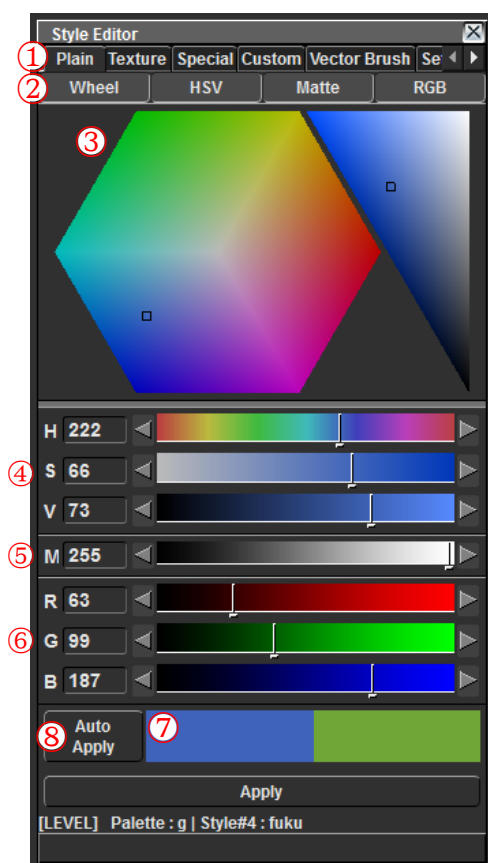 Style Editor
① Plain Texture Special Custom Vector Brush Se
② Wheel HSV Matte RGB
③
H 222
④ S 66
V 73
⑤ M 255
R 63
⑥ G 99
B 187
⑧ Auto Apply ⑦
Apply
[LEVEL] Palette : g | Style#4 : fuku